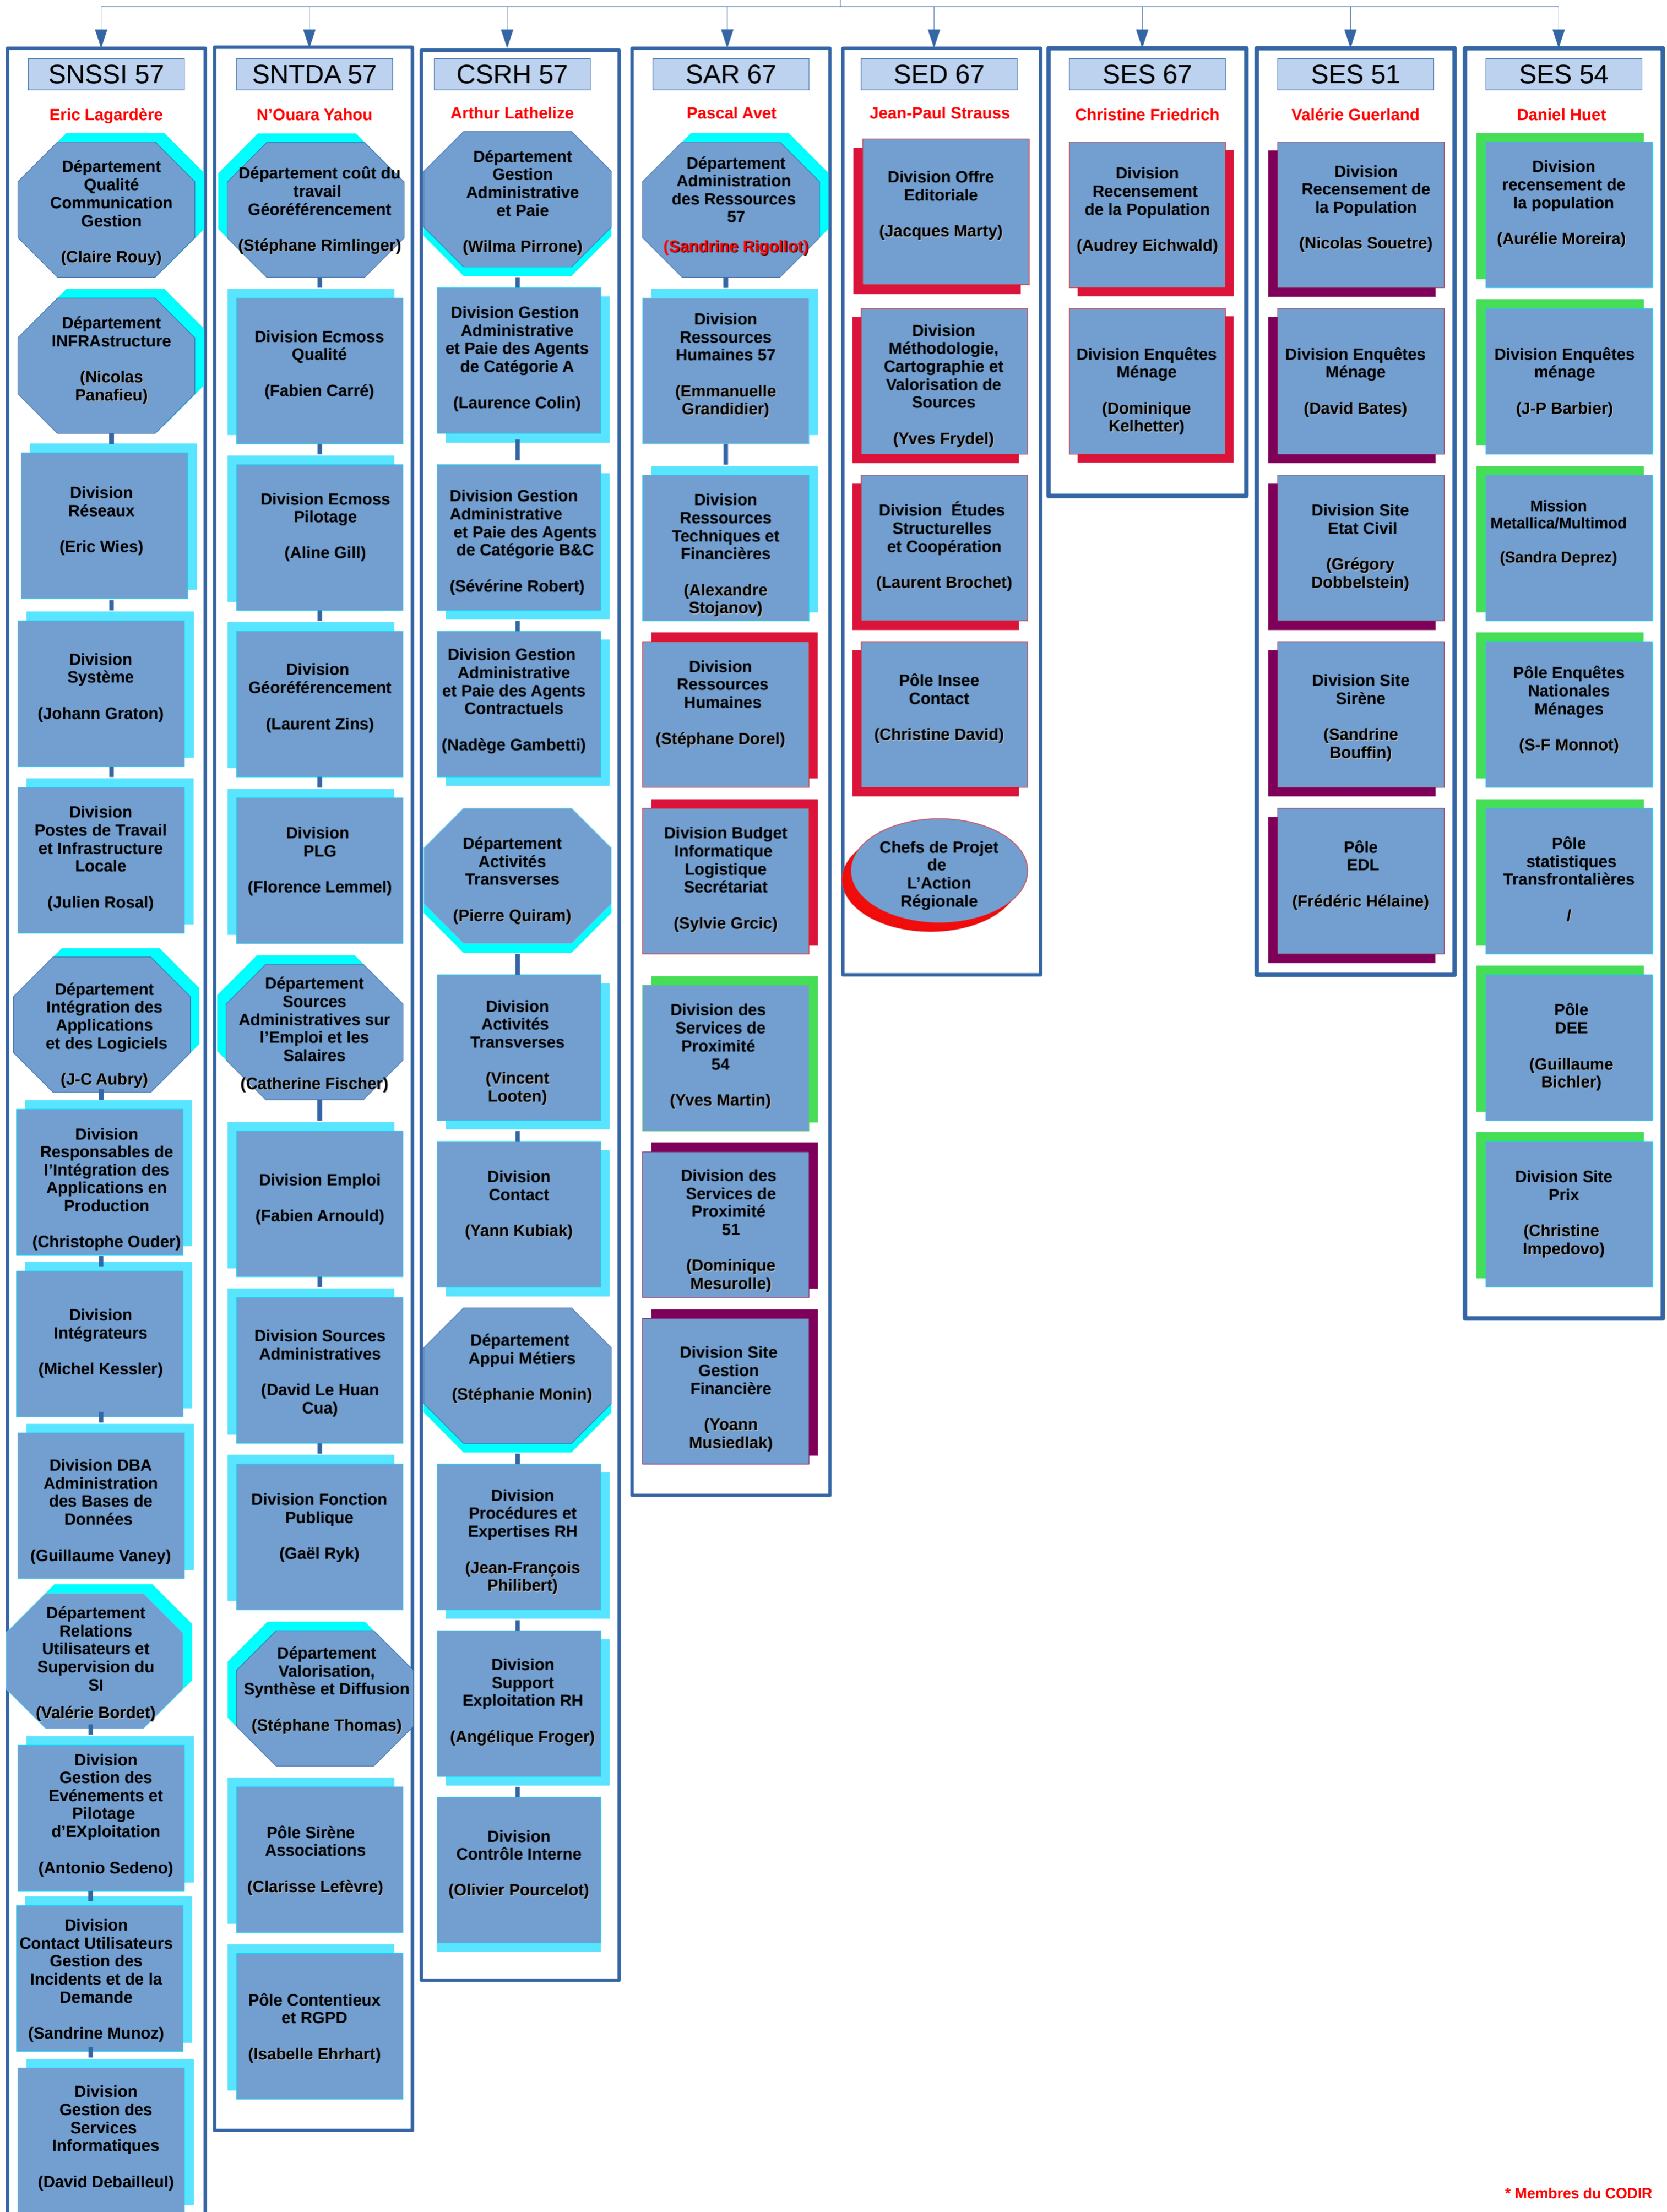 SNSSI 57
Eric Lagardère
Département
Qualité
Communication
Gestion
(Claire Rouy)
Département
INFRAstructure
(Nicolas
Panafieu)
Division
Réseaux
(Eric Wies)
Division
Système
(Johann Graton)
Division
Postes de Travail
et Infrastructure
Locale
(Julien Rosal)
Département
Intégration des
Applications
et des Logiciels
(J-C Aubry)
Division
Responsables de
l’Intégration des
Applications en
Production
(Christophe Ouder)
Division
Intégrateurs
(Michel Kessler)
Division DBA
Administration
des Bases de
Données
(Guillaume Vaney)
Département
Relations
Utilisateurs et
Supervision du
SI
(Valérie Bordet)
Division
Gestion des
Evénements et
Pilotage
d’EXploitation
(Antonio Sedeno)
Division
Contact Utilisateurs
Gestion des
Incidents et de la
Demande
(Sandrine Munoz)
Division
Gestion des
Services
Informatiques
(David Debailleul)
SNTDA 57
N’Ouara Yahou
Département coût du
travail
Géoréférencement
(Stéphane Rimlinger)
Division Ecmoss
Qualité
(Fabien Carré)
Division Ecmoss
Pilotage
(Aline Gill)
Division
Géoréférencement
(Laurent Zins)
Division
PLG
(Florence Lemmel)
Département
Sources
Administratives sur
l’Emploi et les
Salaires
(Catherine Fischer)
Division Emploi
(Fabien Arnould)
Division Sources
Administratives
(David Le Huan
Cua)
Division Fonction
Publique
(Gaël Ryk)
Département
Valorisation,
Synthèse et Diffusion
(Stéphane Thomas)
Pôle Sirène
Associations
(Clarisse Lefèvre)
Pôle Contentieux
et RGPD
(Isabelle Ehrhart)
CSRH 57
Arthur Lathelize
Département
Gestion
Administrative
et Paie
(Wilma Pirrone)
Division Gestion
Administrative
et Paie des Agents
de Catégorie A
(Laurence Colin)
Division Gestion
Administrative
et Paie des Agents
de Catégorie B&C
(Sévérine Robert)
Division Gestion
Administrative
et Paie des Agents
Contractuels
(Nadège Gambetti)
Département
Activités
Transverses
(Pierre Quiram)
Division
Activités
Transverses
(Vincent
Looten)
Division
Contact
(Yann Kubiak)
Département
Appui Métiers
(Stéphanie Monin)
Division
Procédures et
Expertises RH
(Jean-François
Philibert)
Division
Support
Exploitation RH
(Angélique Froger)
Division
Contrôle Interne
(Olivier Pourcelot)
SAR 67
Pascal Avet
Département
Administration
des Ressources
57
(Sandrine Rigollot)
Division
Ressources
Humaines 57
(Emmanuelle
Grandidier)
Division
Ressources
Techniques et
Financières
(Alexandre
Stojanov)
Division
Ressources
Humaines
(Stéphane Dorel)
Division Budget
Informatique
Logistique
Secrétariat
(Sylvie Grcic)
Division des
Services de
Proximité
54
(Yves Martin)
Division des
Services de
Proximité
51
(Dominique
Mesurolle)
Division Site
Gestion
Financière
(Yoann
Musiedlak)
SED 67
Jean-Paul Strauss
Division Offre
Editoriale
(Jacques Marty)
Division
Méthodologie,
Cartographie et
Valorisation de
Sources
(Yves Frydel)
Division Études
Structurelles
et Coopération
(Laurent Brochet)
Pôle Insee
Contact
(Christine David)
Chefs de Projet
de
L’Action
Régionale
SES 67
Christine Friedrich
Division
Recensement
de la Population
(Audrey Eichwald)
Division Enquêtes
Ménage
(Dominique
Kelhetter)
SES 51
Valérie Guerland
Division
Recensement de
la Population
(Nicolas Souetre)
Division Enquêtes
Ménage
(David Bates)
Division Site
Etat Civil
(Grégory
Dobbelstein)
Division Site
Sirène
(Sandrine
Bouffin)
Pôle
EDL
(Frédéric Hélaine)
SES 54
Daniel Huet
Division
recensement de
la population
(Aurélie Moreira)
Division Enquêtes
ménage
(J-P Barbier)
Mission
Metallica/Multimod
(Sandra Deprez)
Pôle Enquêtes
Nationales
Ménages
(S-F Monnot)
Pôle
statistiques
Transfrontalières
/
Pôle
DEE
(Guillaume
Bichler)
Division Site
Prix
(Christine
Impedovo)
* Membres du CODIR